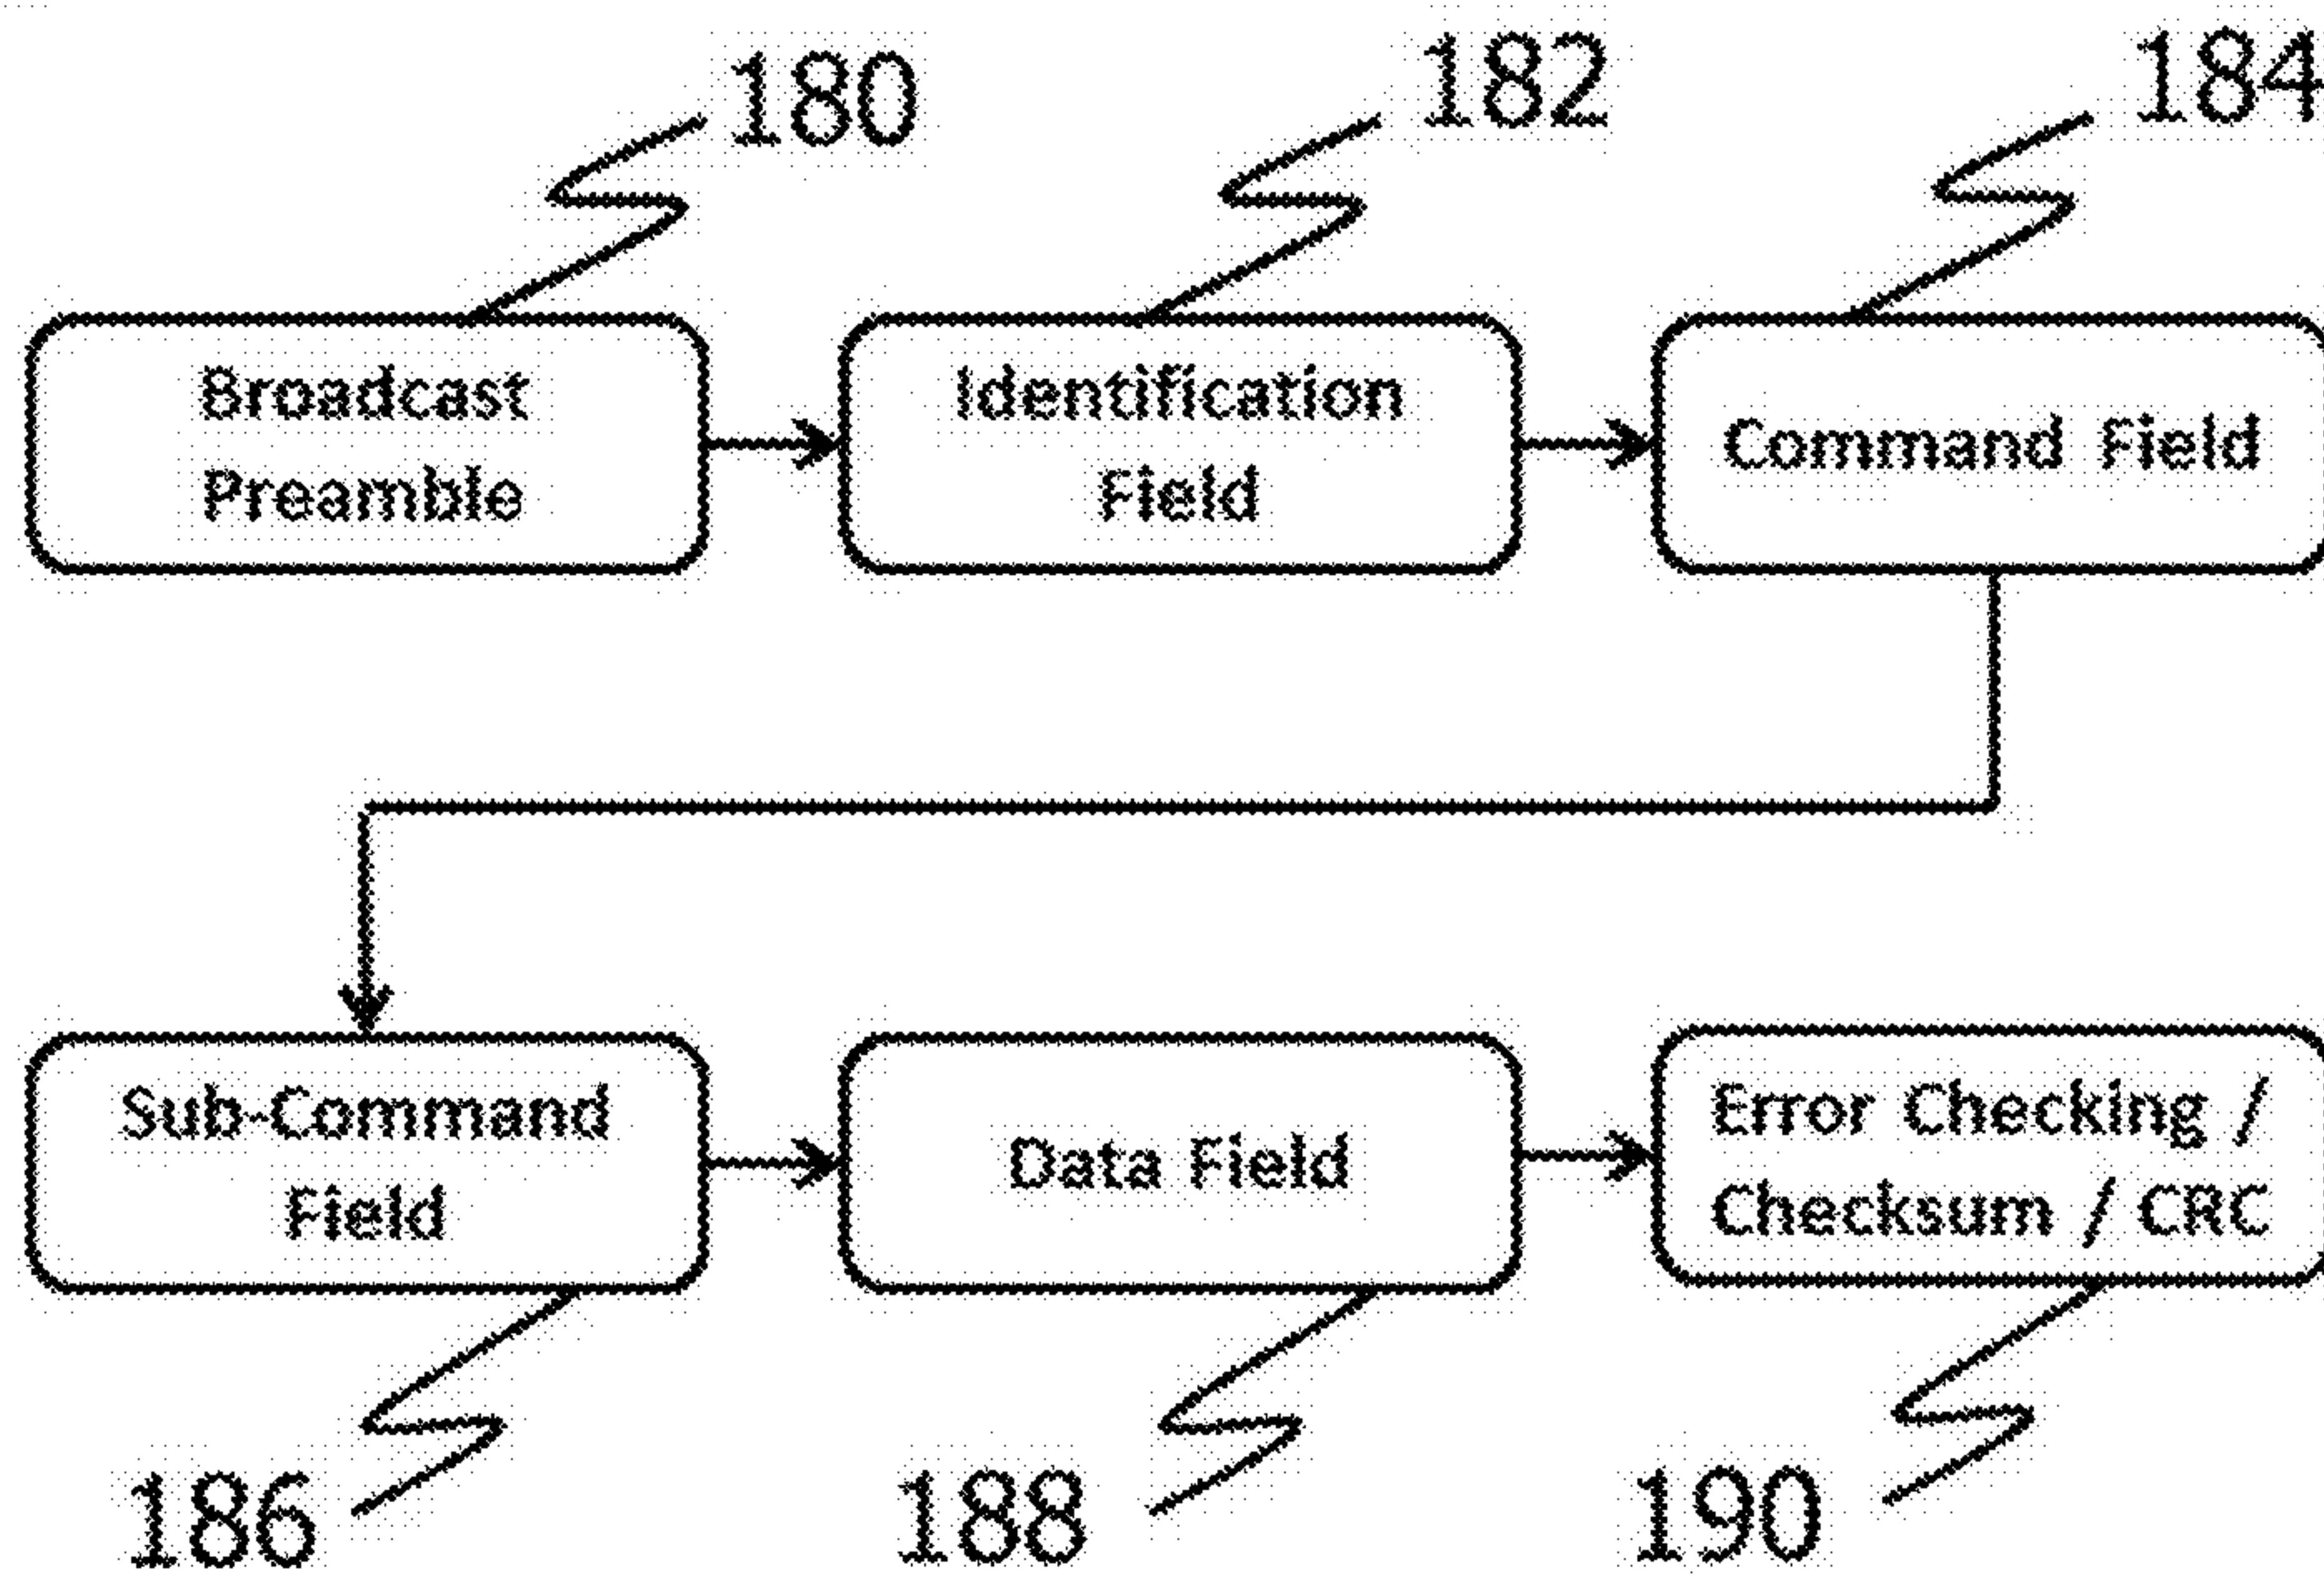 180
182
184
Broadcast
Preamble
Identification
Field
Command Field
Sub-Command
Field
Data Field
Error Checking /
Checksum / CRC
186
188
190